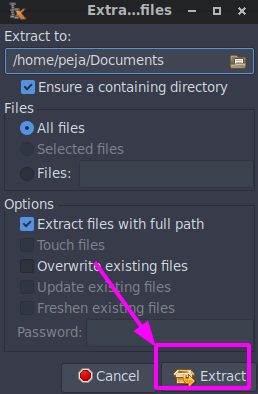 Extra...files
Extract to:
/home/peja/Documents
Ensure a containing directory
Files
All files
Selected files
Files:
Options
Extract files with full path
Touch files
Overwrite existing files
Update existing files
Freshen existing files
Password:
Cancel
Extract